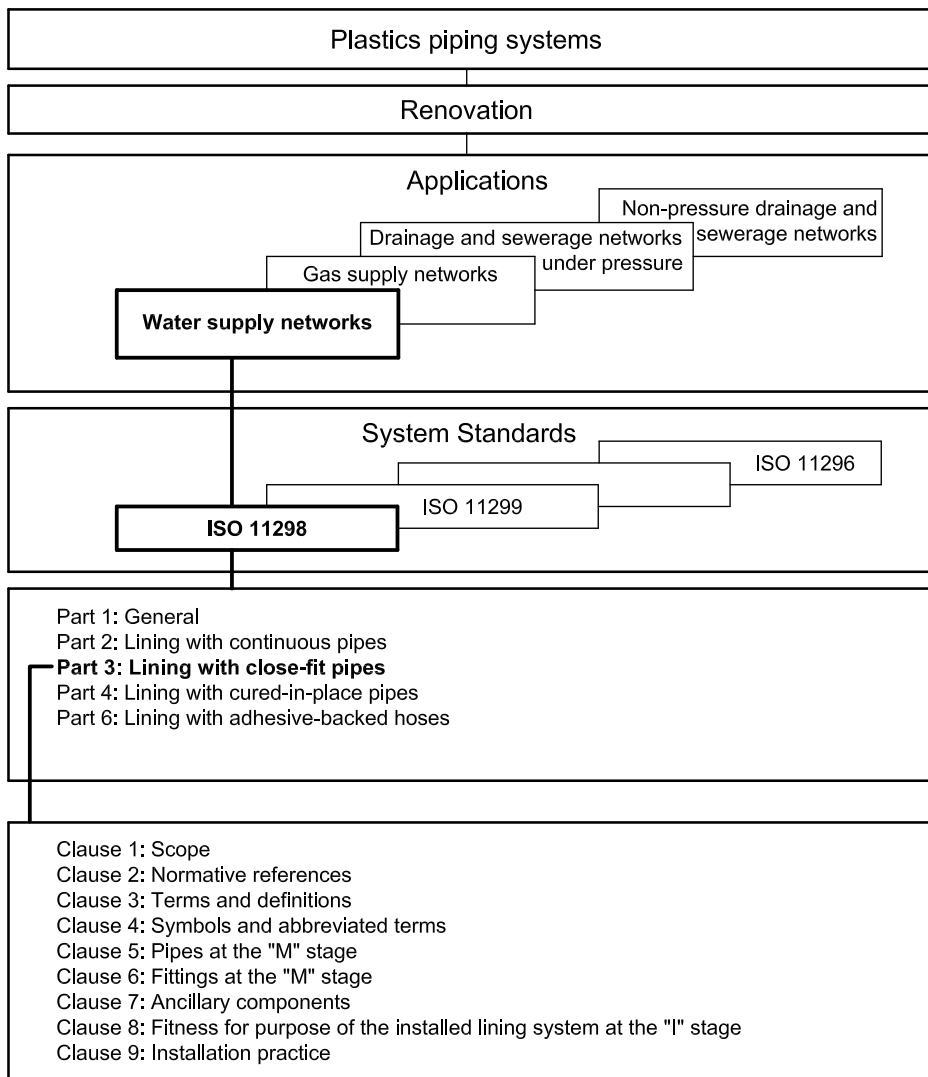 Plastics piping systems
Renovation
Applications
Non-pressure drainage and
sewerage networks
Drainage and sewerage networks
under pressure
Gas supply networks
Water supply networks
System Standards
ISO 11296
ISO 11299
ISO 11298
Part 1: General
Part 2: Lining with continuous pipes
Part 3: Lining with close-fit pipes
Part 4: Lining with cured-in-place pipes
Part 6: Lining with adhesive-backed hoses
Clause 1: Scope
Clause 2: Normative references
Clause 3: Terms and definitions
Clause 4: Symbols and abbreviated terms
Clause 5: Pipes at the "M" stage
Clause 6: Fittings at the "M" stage
Clause 7: Ancillary components
Clause 8: Fitness for purpose of the installed lining system at the "I" stage
Clause 9: Installation practice